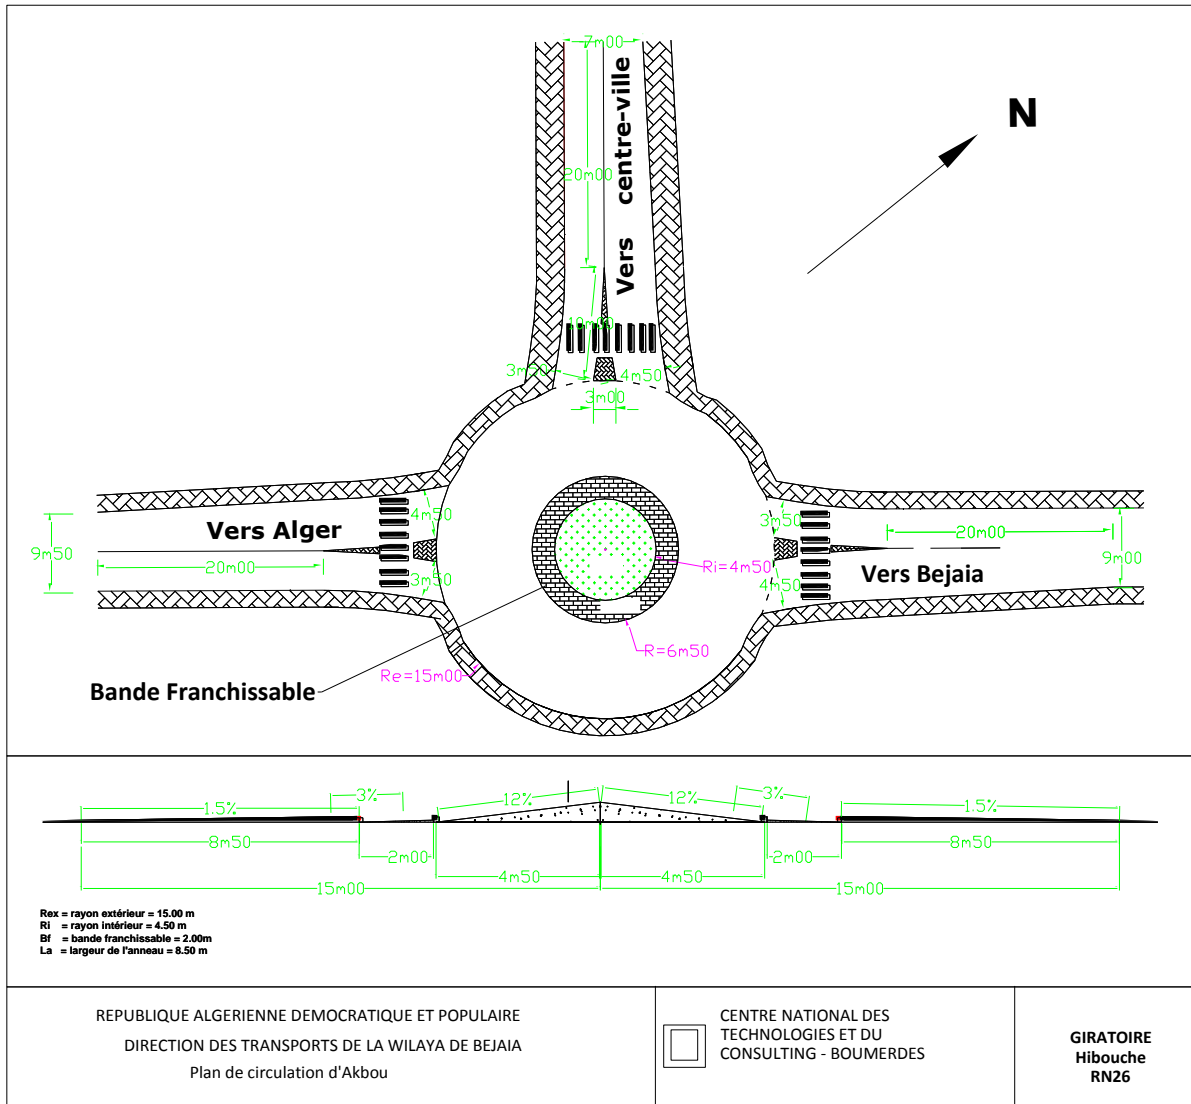 7m00
N
Vers centre-ville
20m00
10m00
3m50
4m50
3m00
Vers Alger
4m50
9m50
20m00
3m50
3m50
20m00
9m00
Vers Bejaia
4m50
Ri=4m50
R=6m50
Re=15m00
Bande Franchissable
1.5%
3%
12%
12%
3%
1.5%
8m50
2m00
4m50
4m50
2m00
8m50
15m00
15m00
Rex = rayon extérieur = 15.00 m
Ri = rayon intérieur = 4.50 m
Bf = bande franchissable = 2.00m
La = largeur de l'anneau = 8.50 m
REPUBLIQUE ALGERIENNE DEMOCRATIQUE ET POPULAIRE
DIRECTION DES TRANSPORTS DE LA WILAYA DE BEJAIA
Plan de circulation d'Akbou
CENTRE NATIONAL DES
TECHNOLOGIES ET DU
CONSULTING - BOUMERDES
GIRATOIRE
Hibouche
RN26